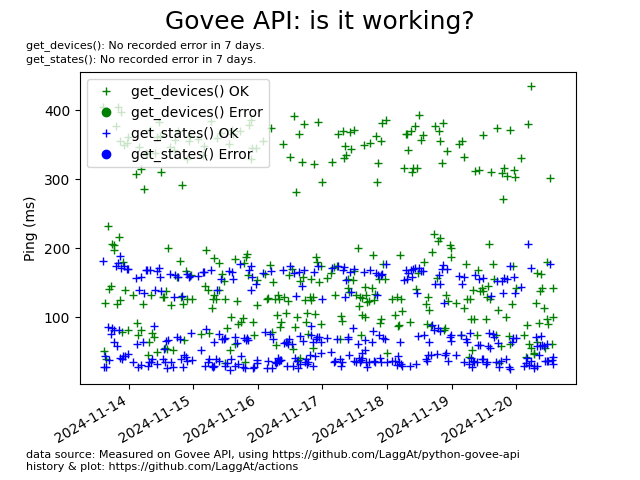 Govee API: is it working?
get_devices(): No recorded error in 7 days.
get_states(): No recorded error in 7 days.
get_devices() OK
get_devices() Error
get_states() OK
get_states() Error
400
300
200
100
Ping (ms)
2024-11-14
2024-11-15
2024-11-16
2024-11-17
2024-11-18
2024-11-19
2024-11-20
data source: Measured on Govee API, using https://github.com/LaggAt/python-govee-api
history & plot: https://github.com/LaggAt/actions